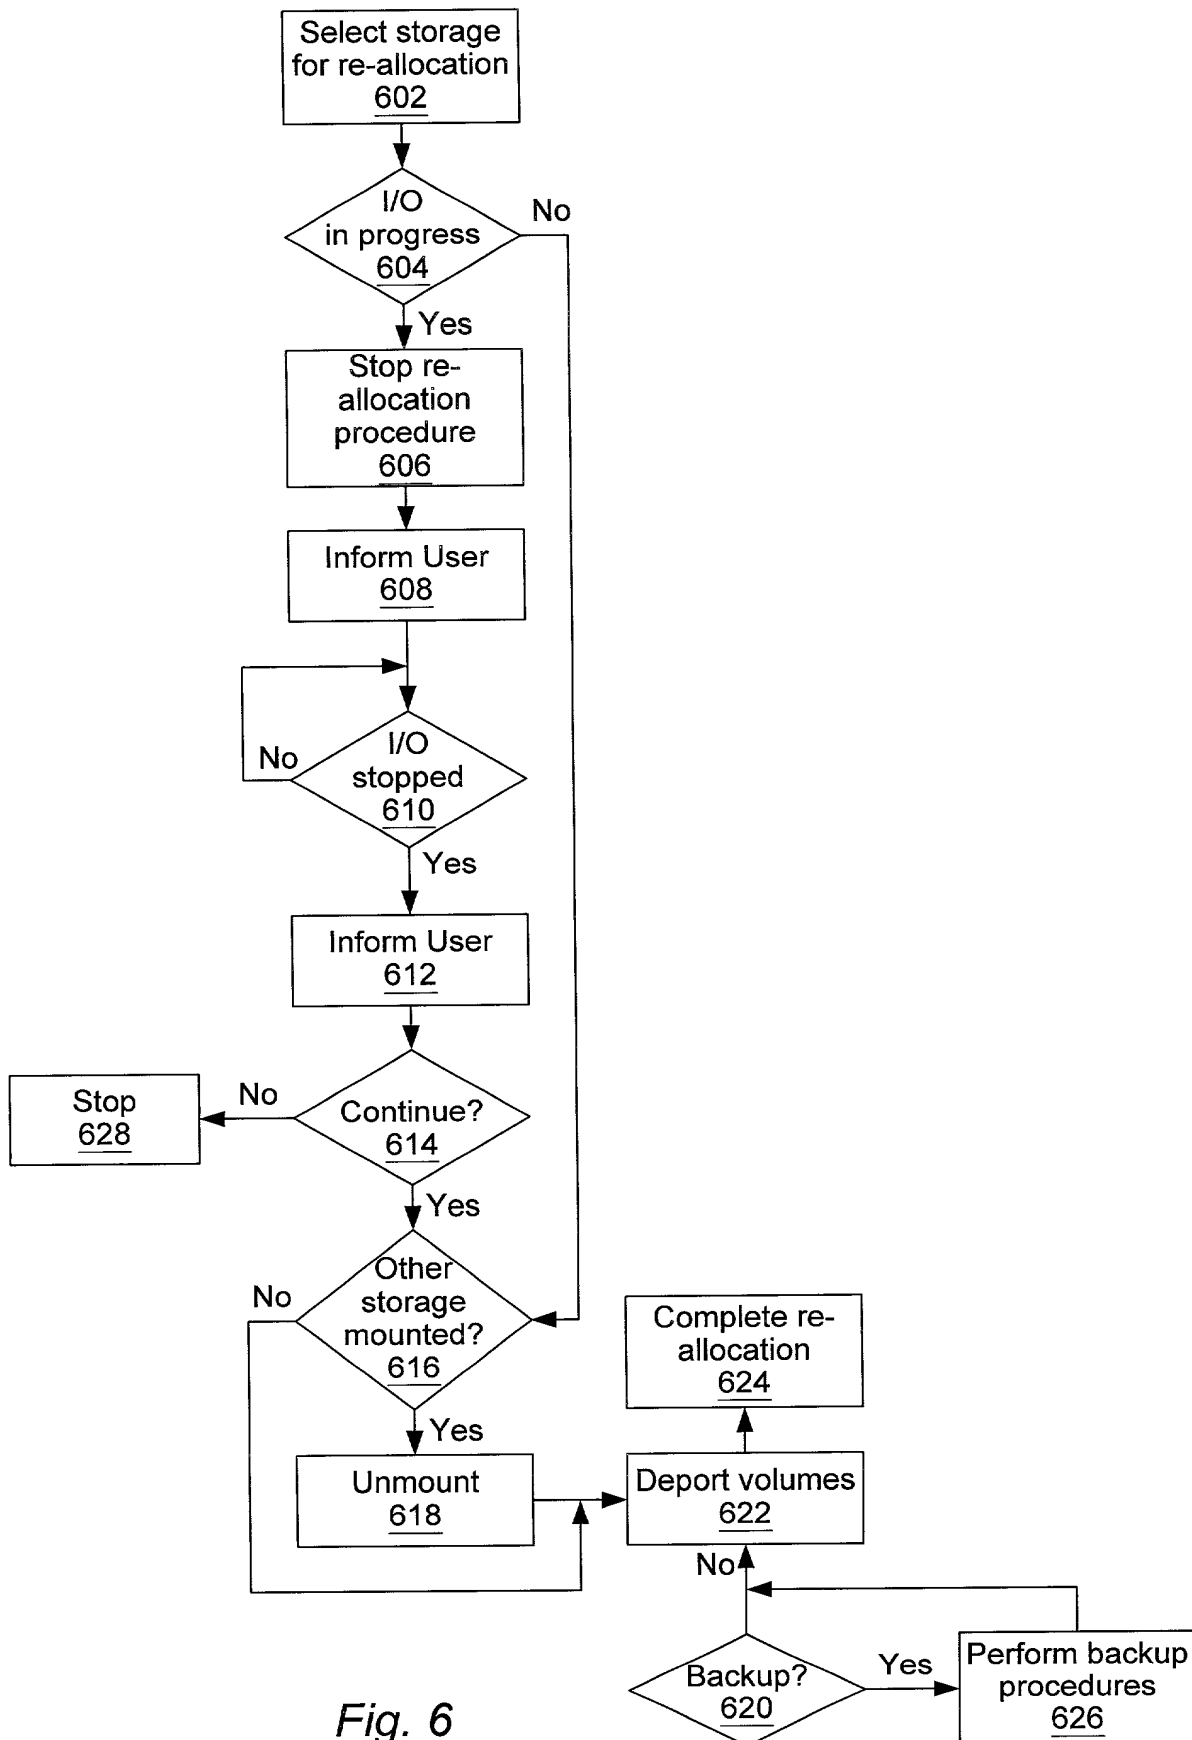 Select storage
for re-allocation
602
I/O
in progress
604
No
Yes
Stop re-
allocation
procedure
606
Inform User
608
I/O
stopped
610
No
Yes
Inform User
612
Continue?
614
No
Stop
628
Yes
Other
storage
mounted?
616
No
Yes
Unmount
618
Complete re-
allocation
624
Deport volumes
622
No
Backup?
620
Yes
Perform backup
procedures
626
Fig. 6